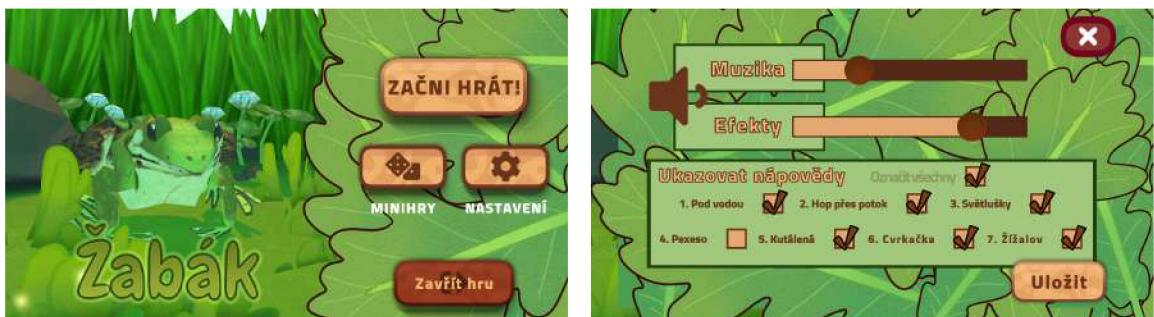 ZAČNI HRÁT!
MINIHRY NASTAVENÍ
Žabák
Zavřít hru
Muzika
Efekty
Ukazovat nápovědy Označit všechny
1. Pod vodou 2. Hop přes potok 3. Světlušky
4. Pexeso 5. Kutálená 6. Cvrkačka 7. Žížalov
Uložit